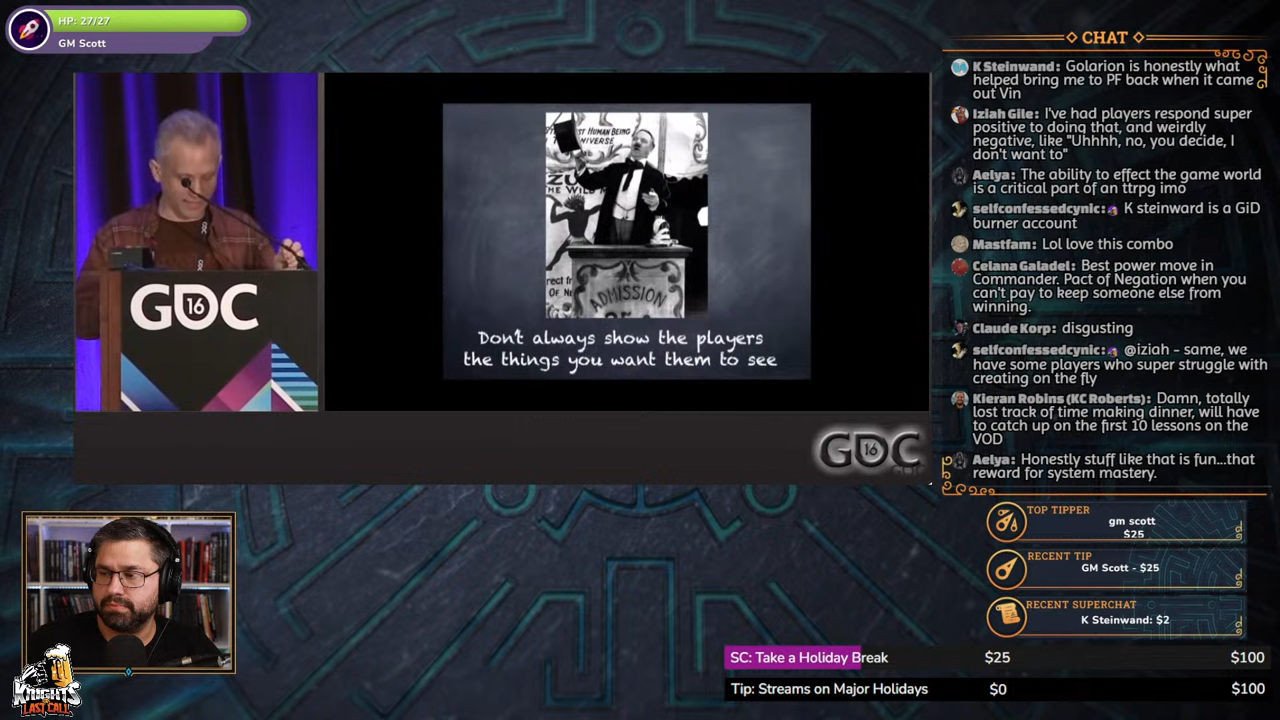 HP: 27/27
GM Scott
ST HUMAN BEING
NIVERSE
ZU
THE WIL
ADMISSION
Don't always show the players
the things you want them to see
GDC
16
GDC
16
CHAT
K Steinwand: Golarion is honestly what
helped bring me to PF back when it came
out Vin
Iziah Gile: I've had players respond super
positive to doing that, and weirdly
negative, like "Uhhhh, no, you decide, I
don't want to"
Aelya: The ability to effect the game world
is a critical part of an ttrpg imo
selfconfessedcynic: K steinward is a GiD
burner account
Mastfam: Lol love this combo
Celana Galadel: Best power move in
Commander. Pact of Negation when you
can't pay to keep someone else from
winning.
Claude Korp: disgusting
selfconfessedcynic: @iziah - same, we
have some players who super struggle with
creating on the fly
Kieran Robins (KC Roberts): Damn, totally
lost track of time making dinner, will have
to catch up on the first 10 lessons on the
VOD
Aelya: Honestly stuff like that is fun...that
reward for system mastery.
TOP TIPPER
gm scott
$25
RECENT TIP
GM Scott - $25
RECENT SUPERCHAT
K Steinwand: $2
SC: Take a Holiday Break $25 $100
Tip: Streams on Major Holidays $0 $100
KNIGHTS
LAST CALL